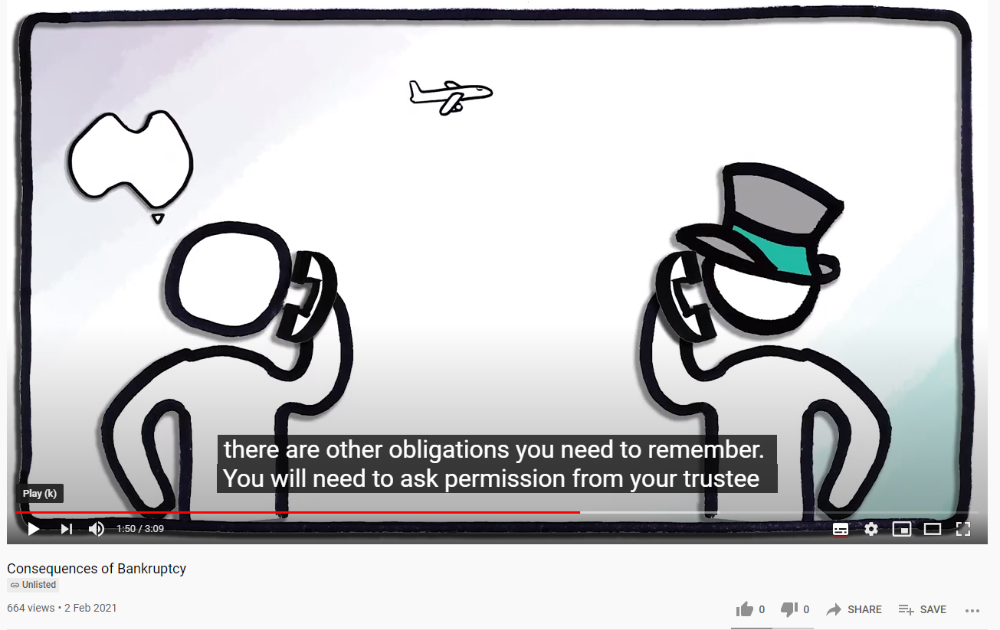 there are other obligations you need to remember.
You will need to ask permission from your trustee
Play (k)
1:50 / 3:09
Consequences of Bankruptcy
Unlisted
664 views • 2 Feb 2021
0
0
SHARE
SAVE